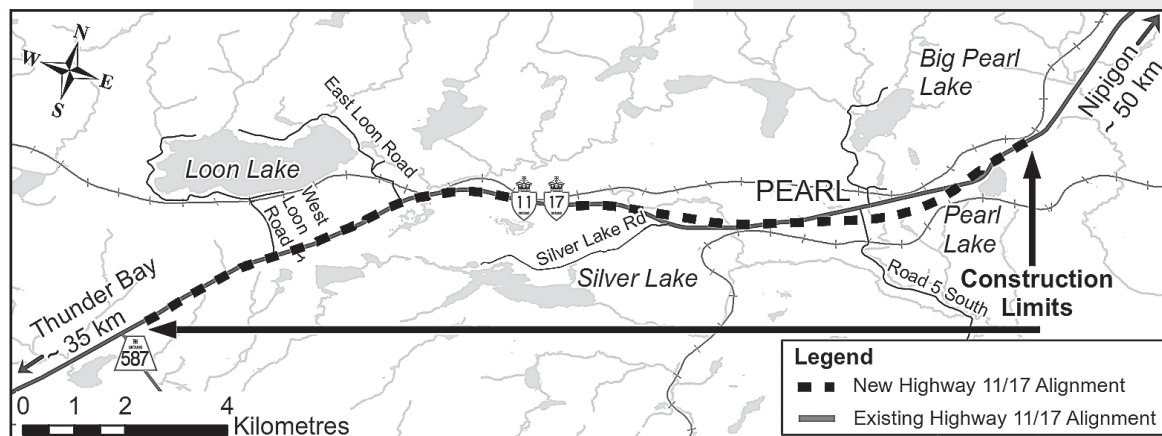 N
W
E
S
Big Pearl
Lake
Nipigon
~ 50 km
East Loon Road
Loon Lake
West
Loon
Road
11
17
PEARL
Silver Lake Rd
Silver Lake
Pearl
Lake
Road 5 South
Construction
Limits
Thunder Bay
~ 35 km
587
0 1 2 4
Kilometres
Legend
New Highway 11/17 Alignment
Existing Highway 11/17 Alignment